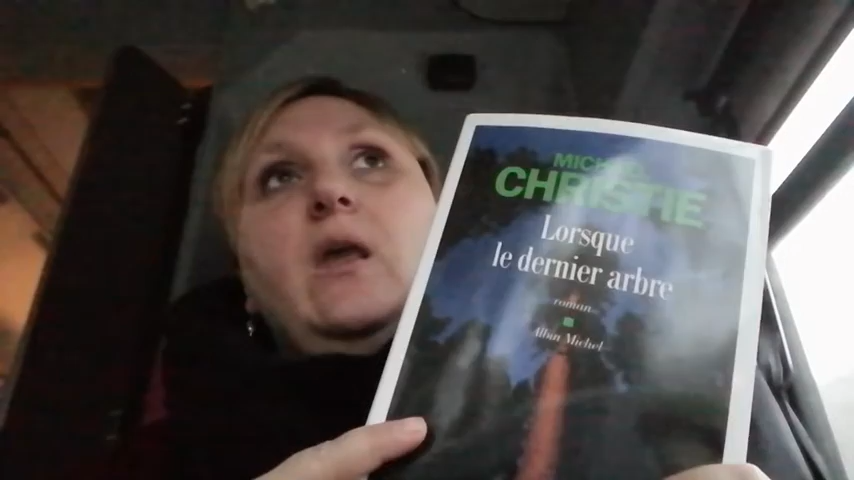 MICHAEL
CHRISTIE
Lorsque
le dernier arbre
roman
Albin Michel